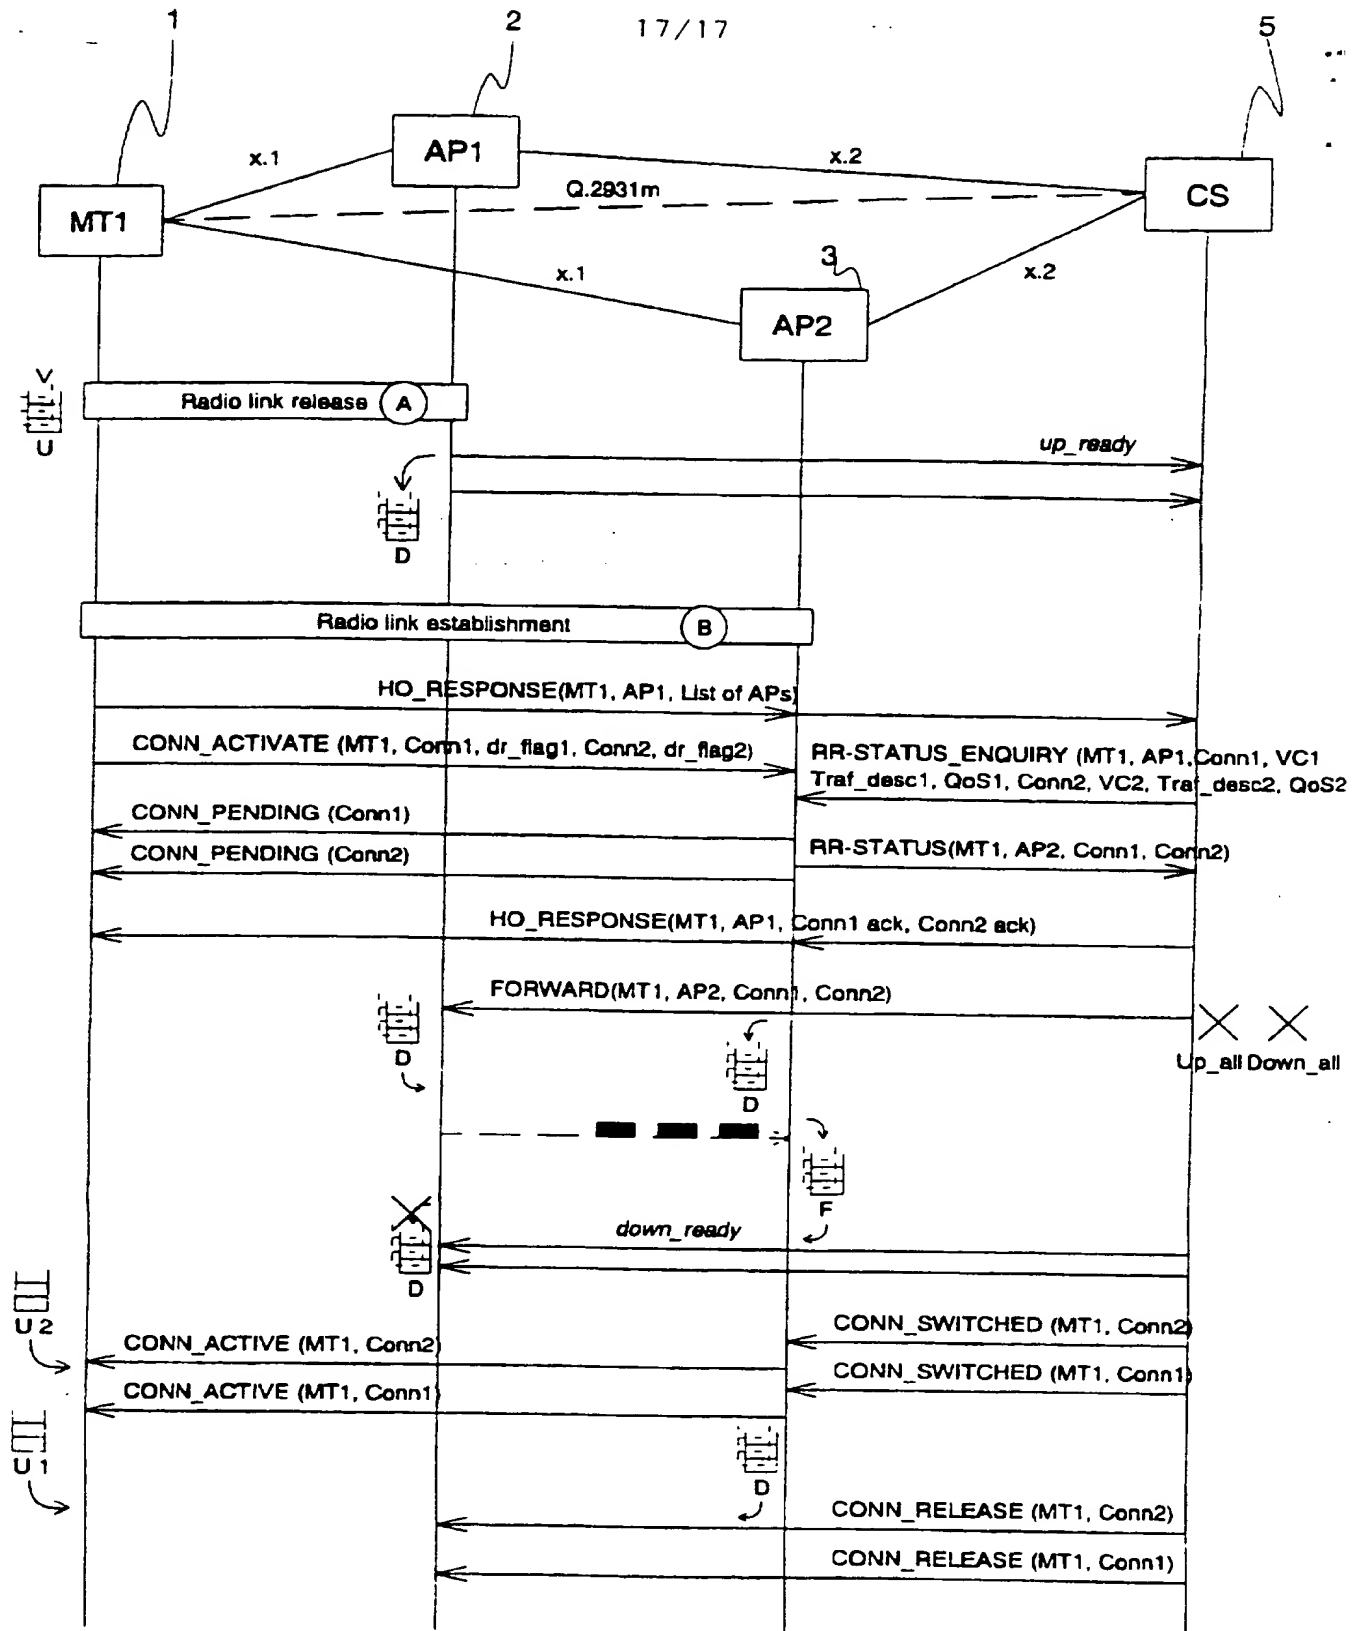 1
2
17/17
5
AP1
x.1
x.2
MT1
Q.2931m
CS
x.1
3
x.2
AP2
Radio link release A
U
up_ready
D
Radio link establishment B
HO_RESPONSE(MT1, AP1, List of APs)
CONN_ACTIVATE (MT1, Conn1, dr_flag1, Conn2, dr_flag2)
RR-STATUS_ENQUIRY (MT1, AP1,Conn1, VC1
Traf_desc1, QoS1, Conn2, VC2, Traf_desc2, QoS2
CONN_PENDING (Conn1)
CONN_PENDING (Conn2)
RR-STATUS(MT1, AP2, Conn1, Conn2)
HO_RESPONSE(MT1, AP1, Conn1 ack, Conn2 ack)
FORWARD(MT1, AP2, Conn1, Conn2)
D
Up_all Down_all
D
F
down_ready
D
U2
CONN_SWITCHED (MT1, Conn2)
CONN_ACTIVE (MT1, Conn2)
CONN_SWITCHED (MT1, Conn1)
CONN_ACTIVE (MT1, Conn1)
U1
D
CONN_RELEASE (MT1, Conn2)
CONN_RELEASE (MT1, Conn1)